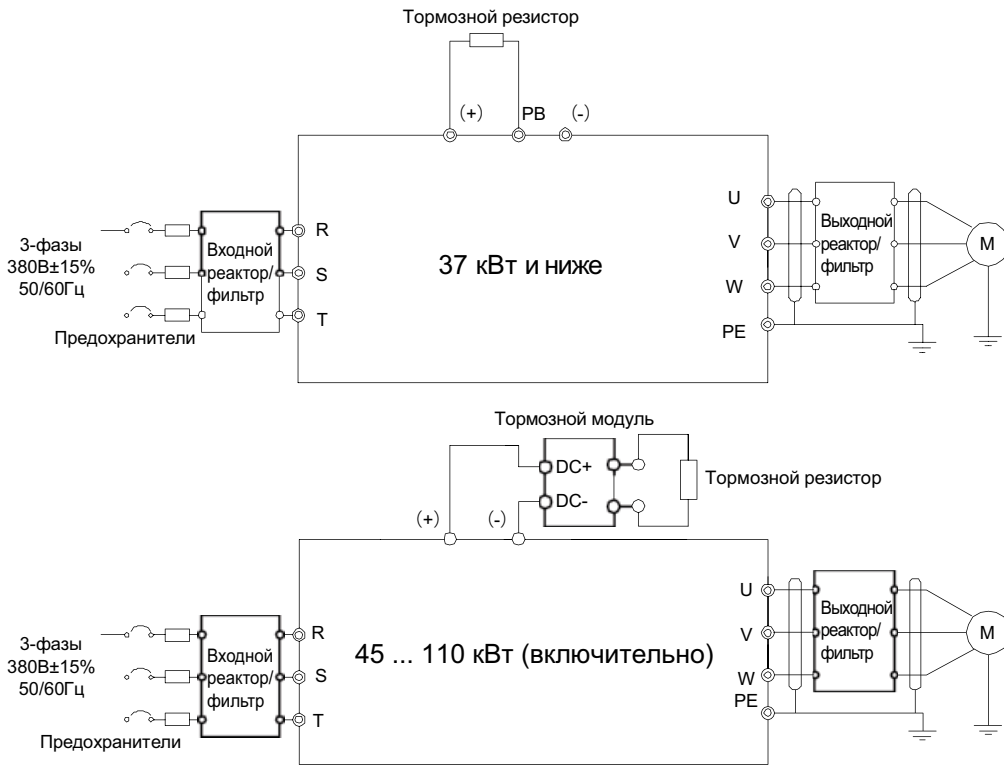 Тормозной резистор
(+)
PB
(-)
3-фазы
380В±15%
50/60Гц
Предохранители
Входной
реактор/
фильтр
R
S
T
37 кВт и ниже
U
V
W
PE
Выходной
реактор/
фильтр
M
Тормозной модуль
DC+
DC-
Тормозной резистор
(+)
(-)
3-фазы
380В±15%
50/60Гц
Предохранители
Входной
реактор/
фильтр
R
S
T
45 ... 110 кВт (включительно)
U
V
W
PE
Выходной
реактор/
фильтр
M